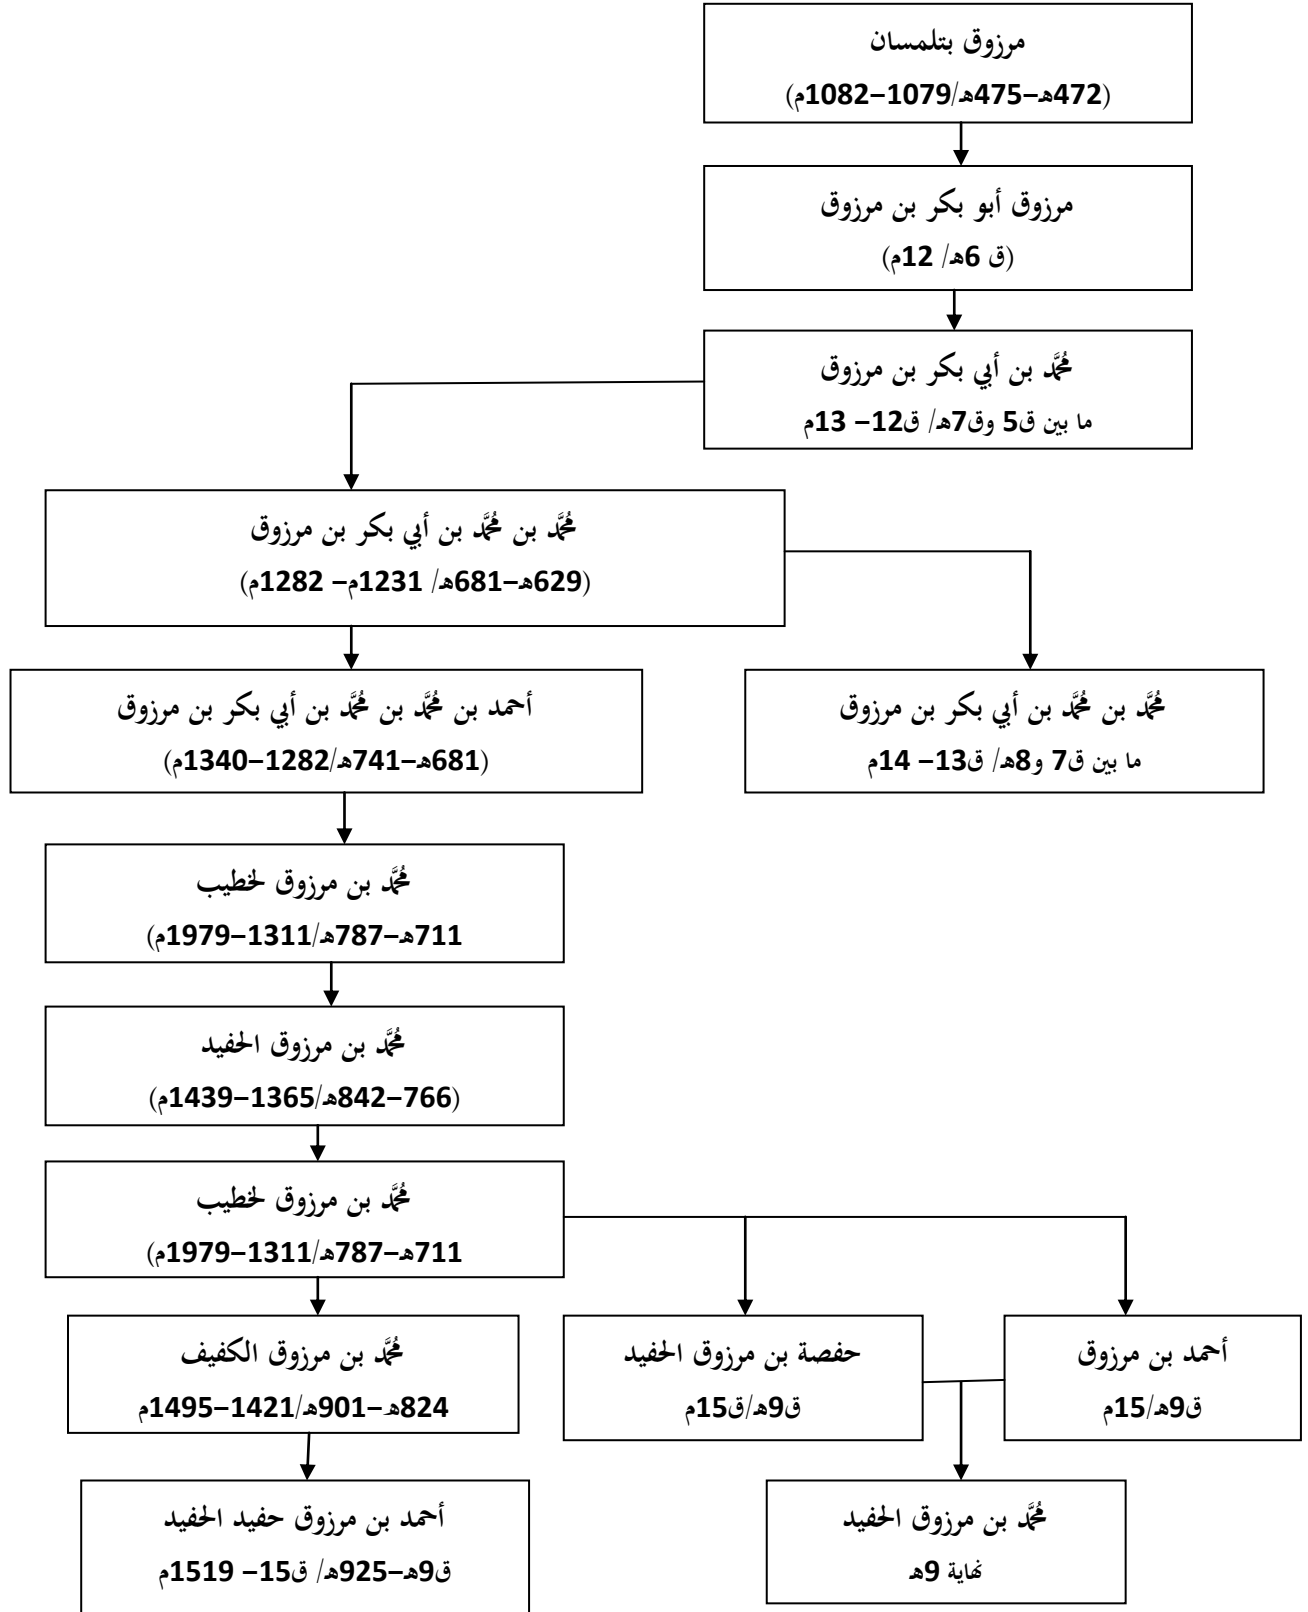 مرزوق بتلمسان
(472هـ–475هـ/1079–1082م)
مرزوق أبو بكر بن مرزوق
(ق 6هـ/ 12م)
مُحَمَّد بن أبي بكر بن مرزوق
ما بين ق5 وق7هـ/ ق12– 13م
مُحَمَّد بن مُحَمَّد بن أبي بكر بن مرزوق
(629هـ–681هـ/ 1231م– 1282م)
أحمد بن مُحَمَّد بن مُحَمَّد بن أبي بكر بن مرزوق
(681هـ–741هـ/1282–1340م)
مُحَمَّد بن مُحَمَّد بن أبي بكر بن مرزوق
ما بين ق7 و8هـ/ ق13– 14م
مُحَمَّد بن مرزوق لخطيب
711هـ–787هـ/1311–1979م)
مُحَمَّد بن مرزوق الحفيد
(766–842هـ/1365–1439م)
مُحَمَّد بن مرزوق لخطيب
711هـ–787هـ/1311–1979م)
أحمد بن مرزوق
ق9هـ/15م
حفصة بن مرزوق الحفيد
ق9هـ/ق15م
مُحَمَّد بن مرزوق الكفيف
824هـ–901هـ/1421–1495م
مُحَمَّد بن مرزوق الحفيد
نهاية 9هـ
أحمد بن مرزوق حفيد الحفيد
ق9هـ–925هـ/ ق15– 1519م